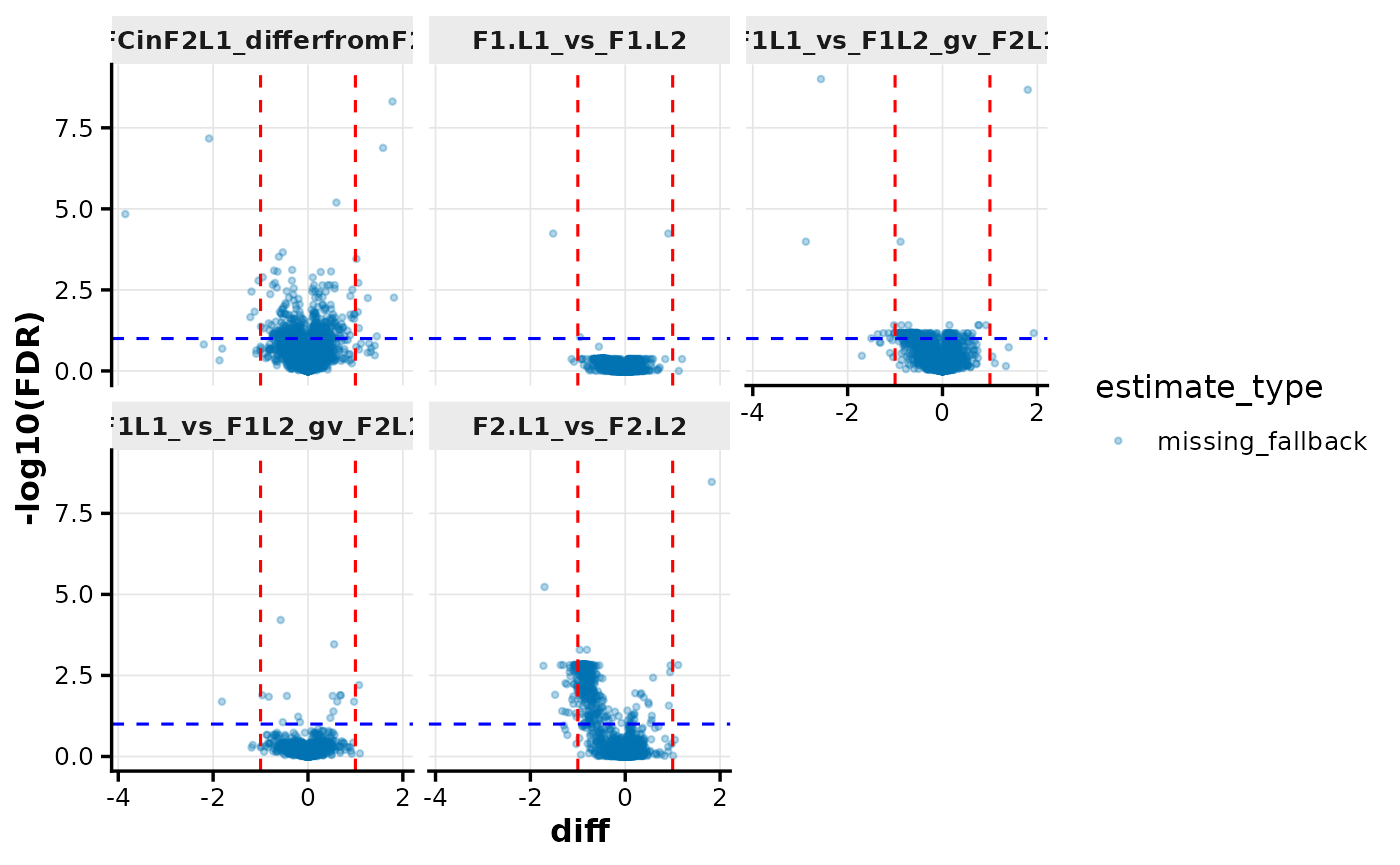 FCinF2L1_differfromF2
F1.L1_vs_F1.L2
F1L1_vs_F1L2_gv_F2L1
7.5
5.0
2.5
0.0
-4
-2
0
2
F1L1_vs_F1L2_gv_F2L2
F2.L1_vs_F2.L2
7.5
5.0
2.5
0.0
-4
-2
0
2
-4
-2
0
2
diff
-log10(FDR)
estimate_type
missing_fallback